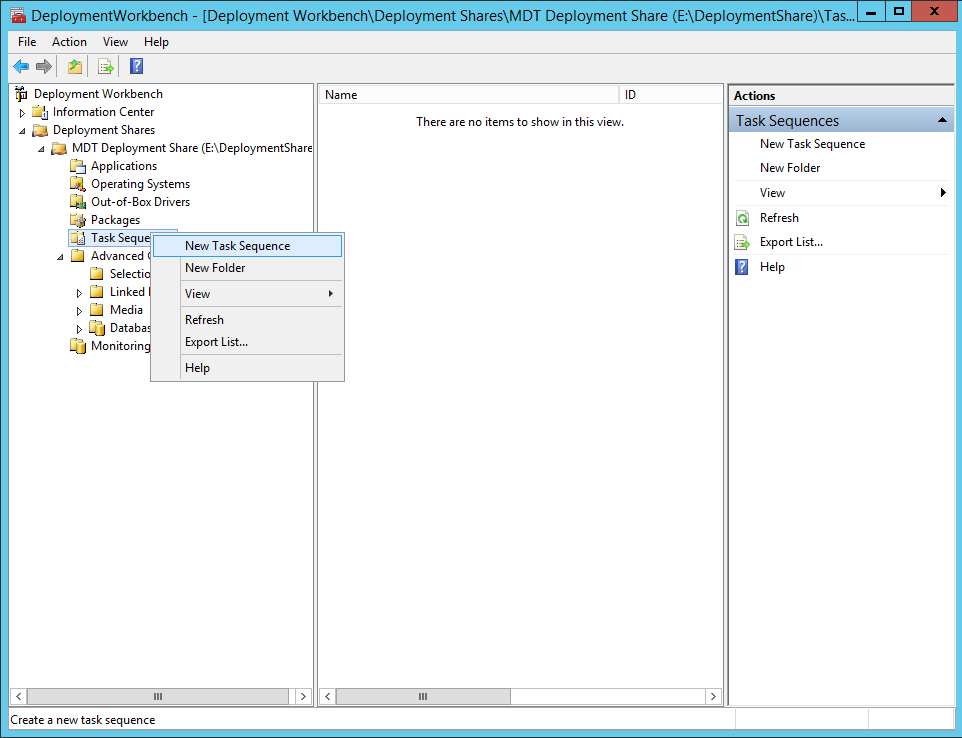 DeploymentWorkbench - [Deployment Workbench\Deployment Shares\MDT Deployment Share (E:\DeploymentShare)\Tas...
File Action View Help
Deployment Workbench
Information Center
Deployment Shares
MDT Deployment Share (E:\DeploymentShare
Applications
Operating Systems
Out-of-Box Drivers
Packages
Task Seque
Advanced
Selectio
Linked
Media
Databas
Monitoring
New Task Sequence
New Folder
View
Refresh
Export List...
Help
Name ID
There are no items to show in this view.
Actions
Task Sequences
New Task Sequence
New Folder
View
Refresh
Export List...
Help
Create a new task sequence